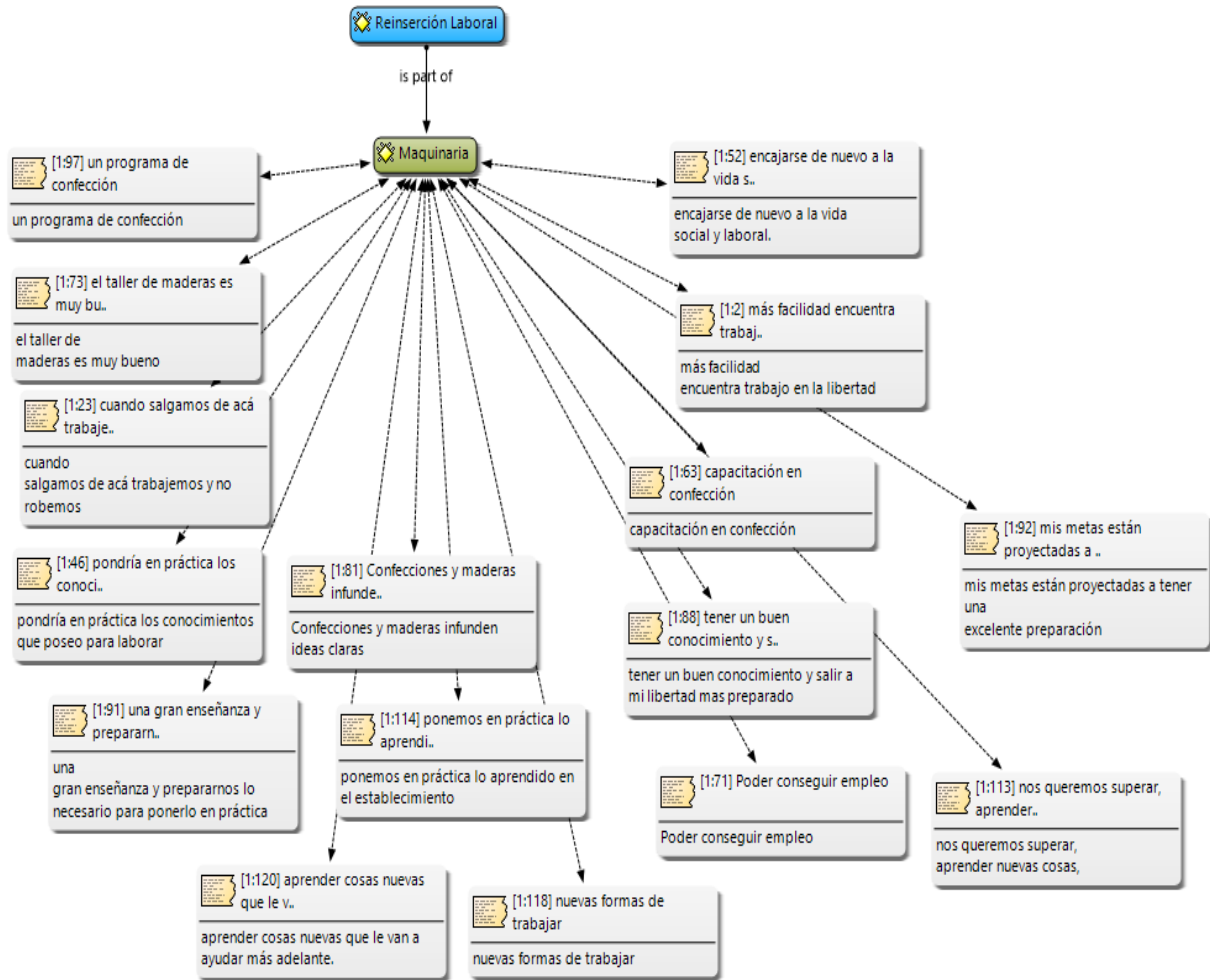 Reinserción Laboral
is part of
Maquinaria
[1:97] un programa de
confección
un programa de confección
[1:52] encajarse de nuevo a la
vida s..
encajarse de nuevo a la vida
social y laboral.
[1:73] el taller de maderas es
muy bu..
el taller de
maderas es muy bueno
[1:2] más facilidad encuentra
trabaj..
más facilidad
encuentra trabajo en la libertad
[1:23] cuando salgamos de acá
trabaje..
cuando
salgamos de acá trabajemos y no
robemos
[1:63] capacitación en
confección
capacitación en confección
[1:92] mis metas están
proyectadas a ..
mis metas están proyectadas a tener
una
excelente preparación
[1:46] pondría en práctica los
conoci..
pondría en práctica los conocimientos
que poseo para laborar
[1:81] Confecciones y maderas
infunde..
Confecciones y maderas infunden
ideas claras
[1:88] tener un buen
conocimiento y s..
tener un buen conocimiento y salir a
mi libertad mas preparado
[1:91] una gran enseñanza y
prepararn..
una
gran enseñanza y prepararnos lo
necesario para ponerlo en práctica
[1:114] ponemos en práctica lo
aprendi..
ponemos en práctica lo aprendido en
el establecimiento
[1:71] Poder conseguir empleo
Poder conseguir empleo
[1:113] nos queremos superar,
aprender..
nos queremos superar,
aprender nuevas cosas,
[1:120] aprender cosas nuevas
que le v..
aprender cosas nuevas que le van a
ayudar más adelante.
[1:118] nuevas formas de
trabajar
nuevas formas de trabajar